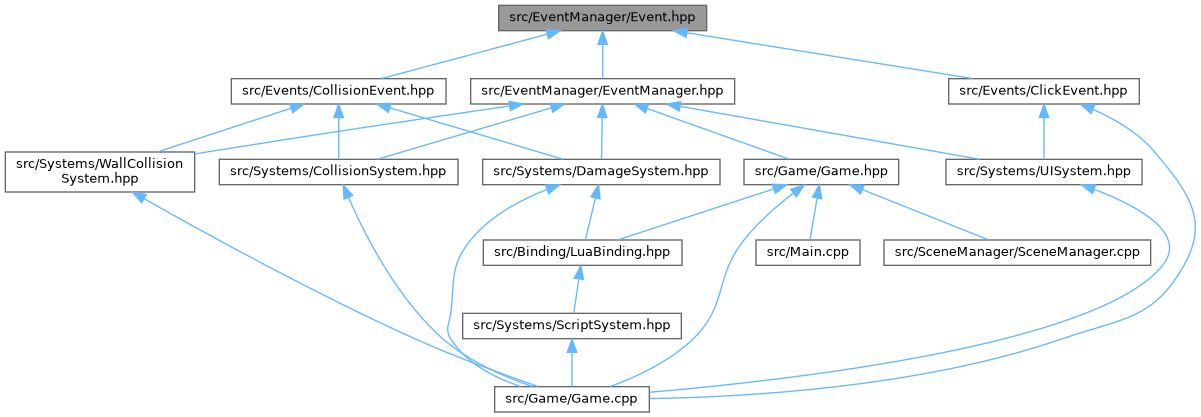 src/EventManager/Event.hpp
src/Events/CollisionEvent.hpp
src/EventManager/EventManager.hpp
src/Events/ClickEvent.hpp
src/Systems/WallCollision
System.hpp
src/Systems/CollisionSystem.hpp
src/Systems/DamageSystem.hpp
src/Game/Game.hpp
src/Systems/UISystem.hpp
src/Binding/LuaBinding.hpp
src/Main.cpp
src/SceneManager/SceneManager.cpp
src/Systems/ScriptSystem.hpp
src/Game/Game.cpp